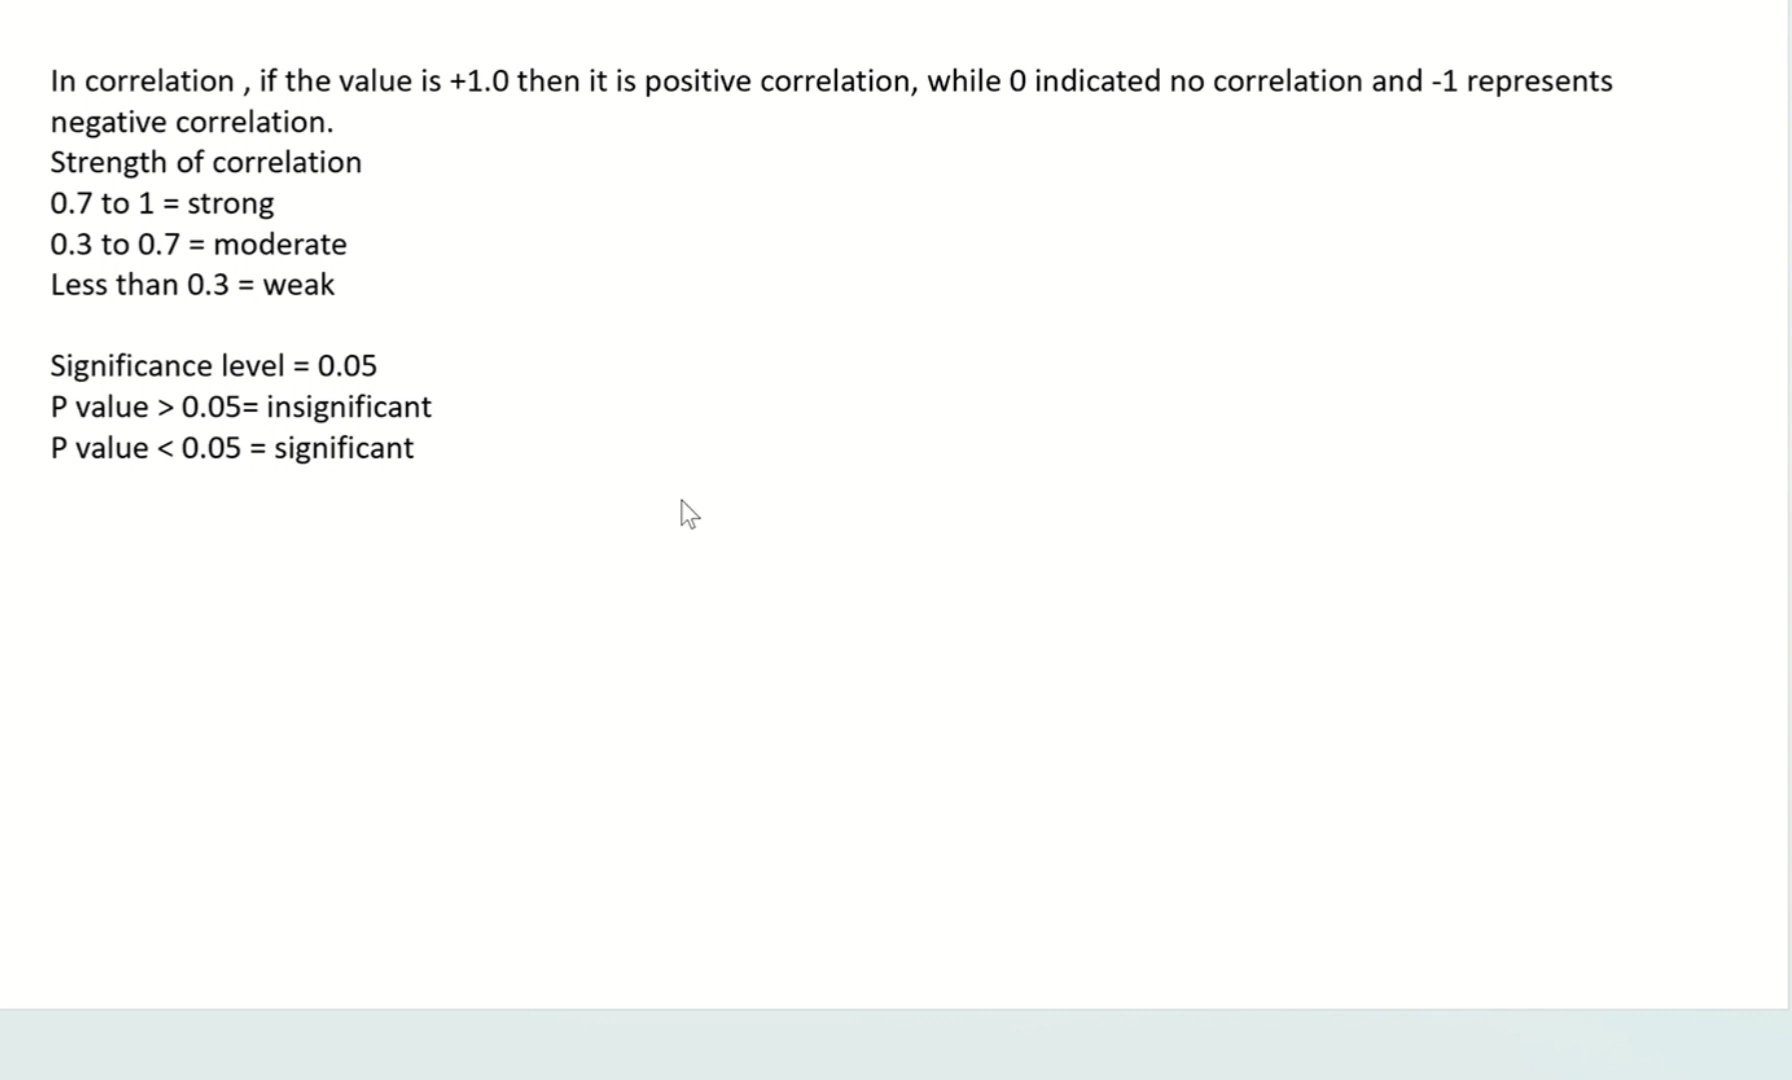 In correlation , if the value is +1.0 then it is positive correlation, while 0 indicated no correlation and -1 represents
negative correlation.
Strength of correlation
0.7 to 1 = strong
0.3 to 0.7 = moderate
Less than 0.3 = weak
Significance level = 0.05
P value > 0.05= insignificant
P value < 0.05 = significant